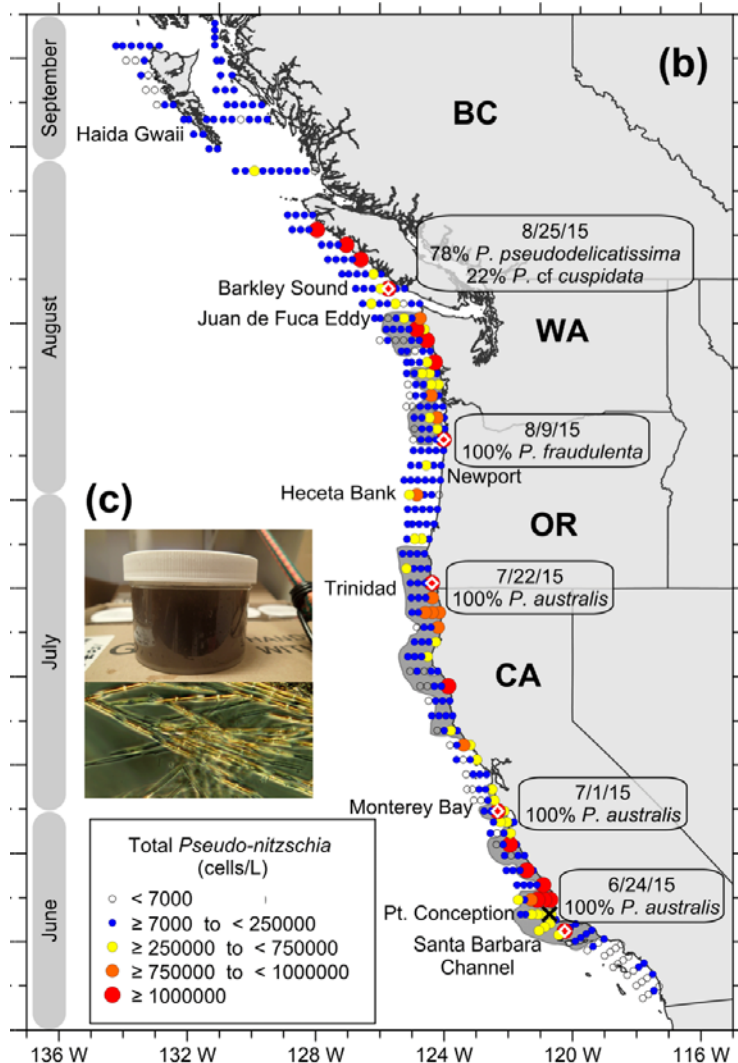 (b)
September
August
July
June
BC
WA
OR
CA
Haida Gwaii
Barkley Sound
Juan de Fuca Eddy
Newport
Heceta Bank
Trinidad
Monterey Bay
Pt. Conception
Santa Barbara
Channel
8/25/15
78% P. pseudodelicatissima
22% P. cf cuspidata
8/9/15
100% P. fraudulenta
7/22/15
100% P. australis
7/1/15
100% P. australis
6/24/15
100% P. australis
(c)
Total Pseudo-nitzschia
(cells/L)
< 7000
≥ 7000 to < 250000
≥ 250000 to < 750000
≥ 750000 to < 1000000
≥ 1000000
136 W 132 W 128 W 124 W 120 W 116 W